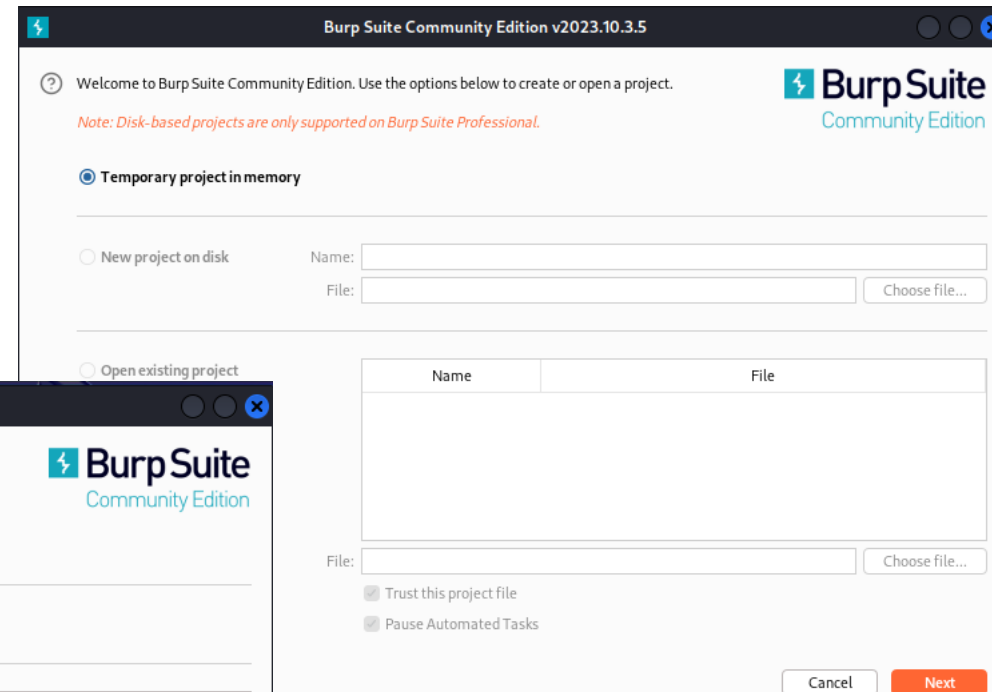 Burp Suite Community Edition v2023.10.3.5
Welcome to Burp Suite Community Edition. Use the options below to create or open a project.
Note: Disk-based projects are only supported on Burp Suite Professional.
Burp Suite
Community Edition
Temporary project in memory
New project on disk
Name:
File:
Choose file...
Open existing project
Name
File
File:
Choose file...
Trust this project file
Pause Automated Tasks
Cancel
Next
Burp Suite
Community Edition